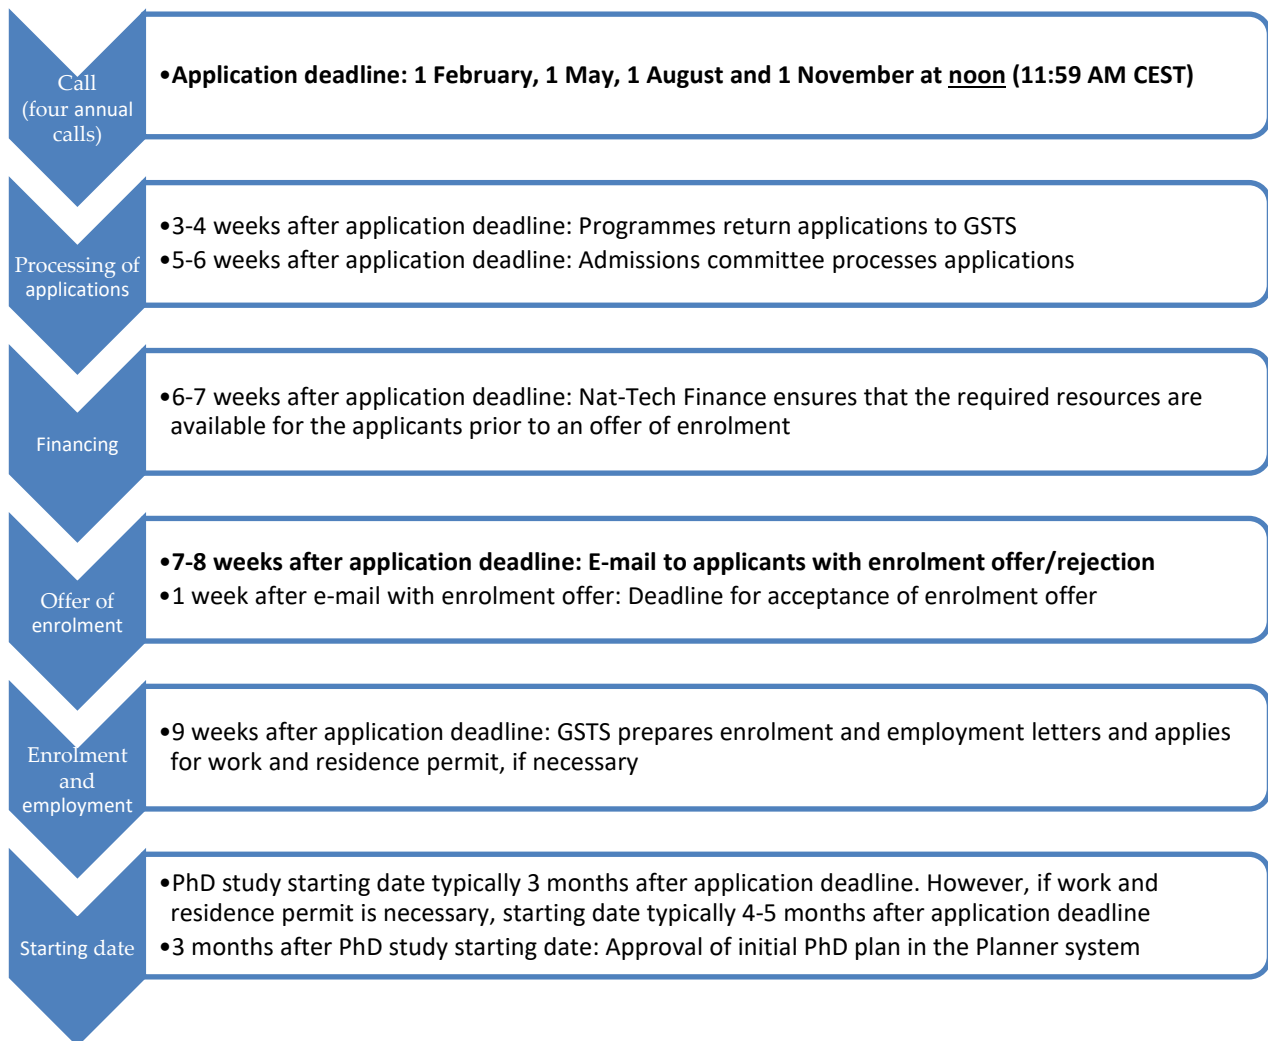 Call
(four annual
calls)
•Application deadline: 1 February, 1 May, 1 August and 1 November at noon (11:59 AM CEST)
Processing of
applications
•3-4 weeks after application deadline: Programmes return applications to GSTS
•5-6 weeks after application deadline: Admissions committee processes applications
Financing
•6-7 weeks after application deadline: Nat-Tech Finance ensures that the required resources are
available for the applicants prior to an offer of enrolment
Offer of
enrolment
•7-8 weeks after application deadline: E-mail to applicants with enrolment offer/rejection
•1 week after e-mail with enrolment offer: Deadline for acceptance of enrolment offer
Enrolment
and
employment
•9 weeks after application deadline: GSTS prepares enrolment and employment letters and applies
for work and residence permit, if necessary
Starting date
•PhD study starting date typically 3 months after application deadline. However, if work and
residence permit is necessary, starting date typically 4-5 months after application deadline
•3 months after PhD study starting date: Approval of initial PhD plan in the Planner system